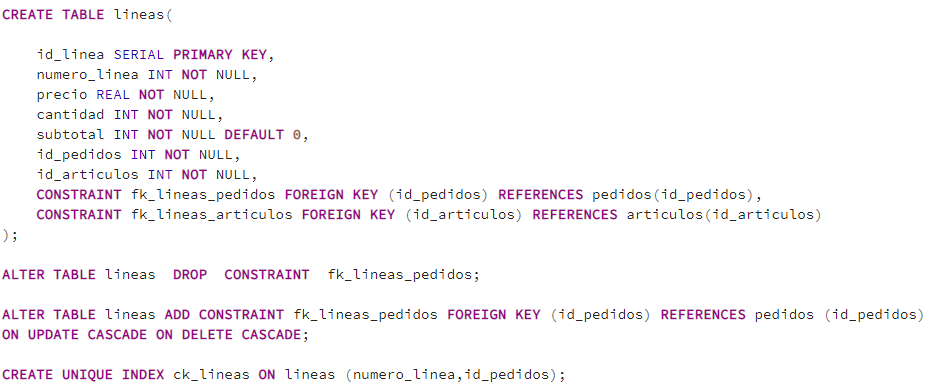 CREATE TABLE lineas(
id_linea SERIAL PRIMARY KEY,
numero_linea INT NOT NULL,
precio REAL NOT NULL,
cantidad INT NOT NULL,
subtotal INT NOT NULL DEFAULT 0,
id_pedidos INT NOT NULL,
id_articulos INT NOT NULL,
CONSTRAINT fk_lineas_pedidos FOREIGN KEY (id_pedidos) REFERENCES pedidos(id_pedidos),
CONSTRAINT fk_lineas_articulos FOREIGN KEY (id_articulos) REFERENCES articulos(id_articulos)
);
ALTER TABLE lineas DROP CONSTRAINT fk_lineas_pedidos;
ALTER TABLE lineas ADD CONSTRAINT fk_lineas_pedidos FOREIGN KEY (id_pedidos) REFERENCES pedidos (id_pedidos)
ON UPDATE CASCADE ON DELETE CASCADE;
CREATE UNIQUE INDEX ck_lineas ON lineas (numero_linea,id_pedidos);